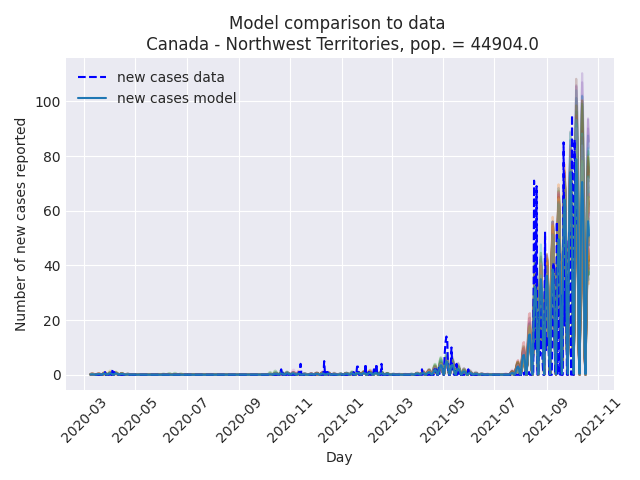 Model comparison to data
Canada - Northwest Territories, pop. = 44904.0
new cases data
new cases model
Number of new cases reported
100
80
60
40
20
0
2020-03
2020-05
2020-07
2020-09
2020-11
2021-01
2021-03
2021-05
2021-07
2021-09
2021-11
Day